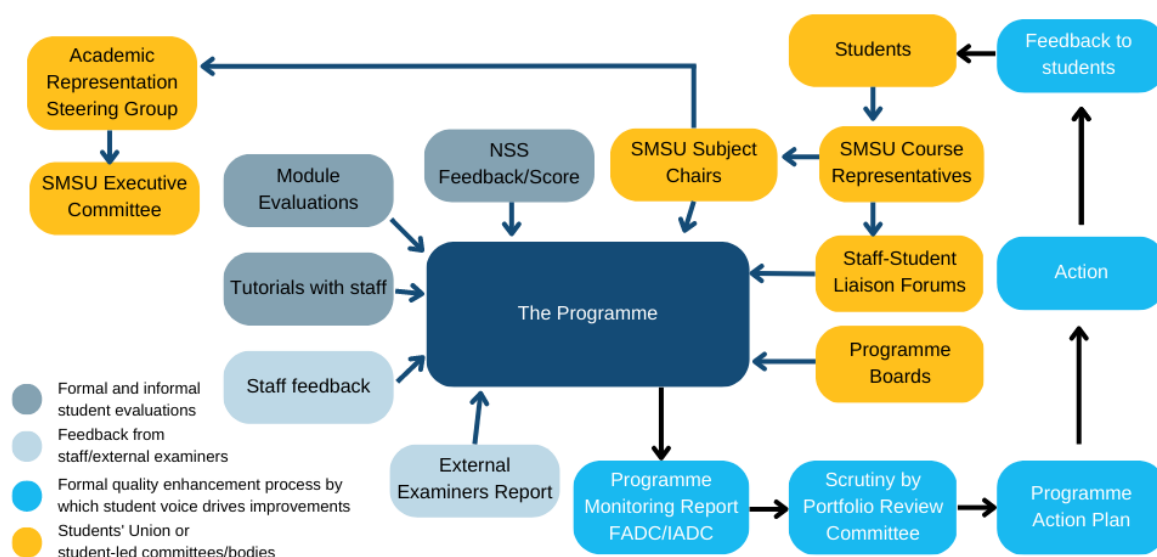 Academic
Representation
Steering Group
Students
Feedback to
students
NSS
Feedback/Score
SMSU Subject
Chairs
SMSU Course
Representatives
Module
Evaluations
SMSU Executive
Committee
Tutorials with staff
The Programme
Staff-Student
Liaison Forums
Action
Staff feedback
Programme
Boards
External
Examiners Report
Programme
Monitoring Report
FADC/IADC
Scrutiny by
Portfolio Review
Committee
Programme
Action Plan
Formal and informal
student evaluations
Feedback from
staff/external examiners
Formal quality enhancement process by
which student voice drives improvements
Students' Union or
student-led committees/bodies